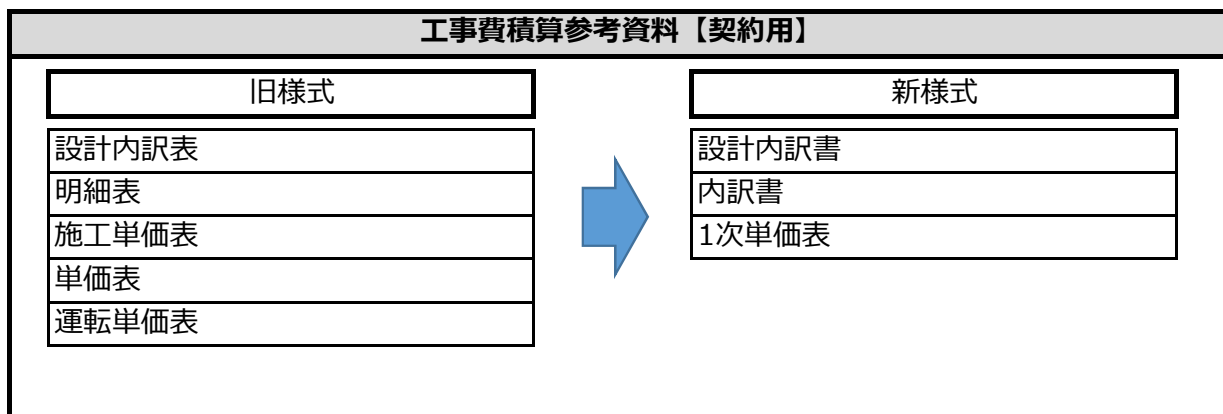 工事費積算参考資料【契約用】
旧様式
設計内訳表
明細表
施工単価表
単価表
運転単価表
新様式
設計内訳書
内訳書
1次単価表